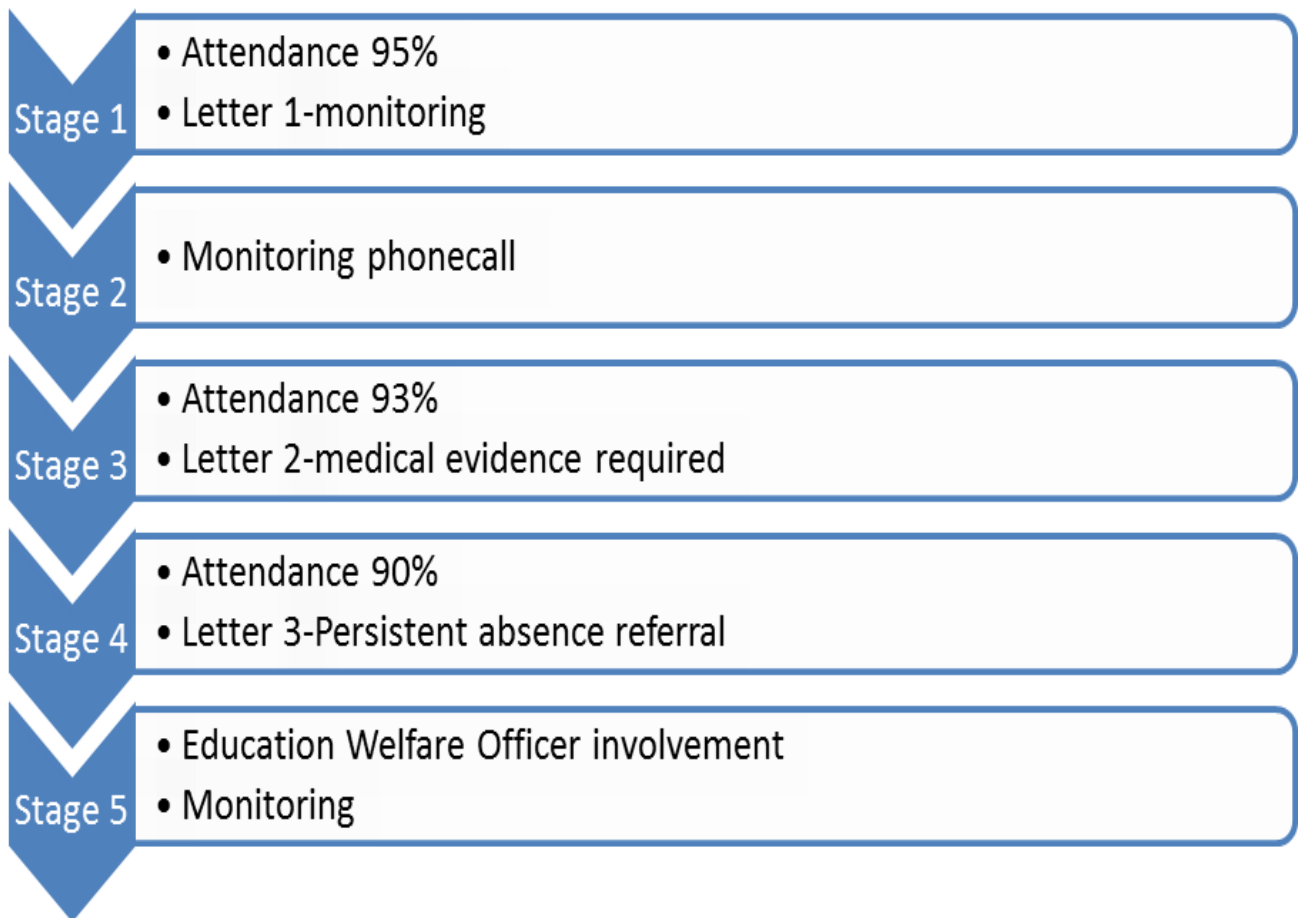 Stage 1
• Attendance 95%
• Letter 1-monitoring
Stage 2
• Monitoring phonecall
Stage 3
• Attendance 93%
• Letter 2-medical evidence required
Stage 4
• Attendance 90%
• Letter 3-Persistent absence referral
Stage 5
• Education Welfare Officer involvement
• Monitoring